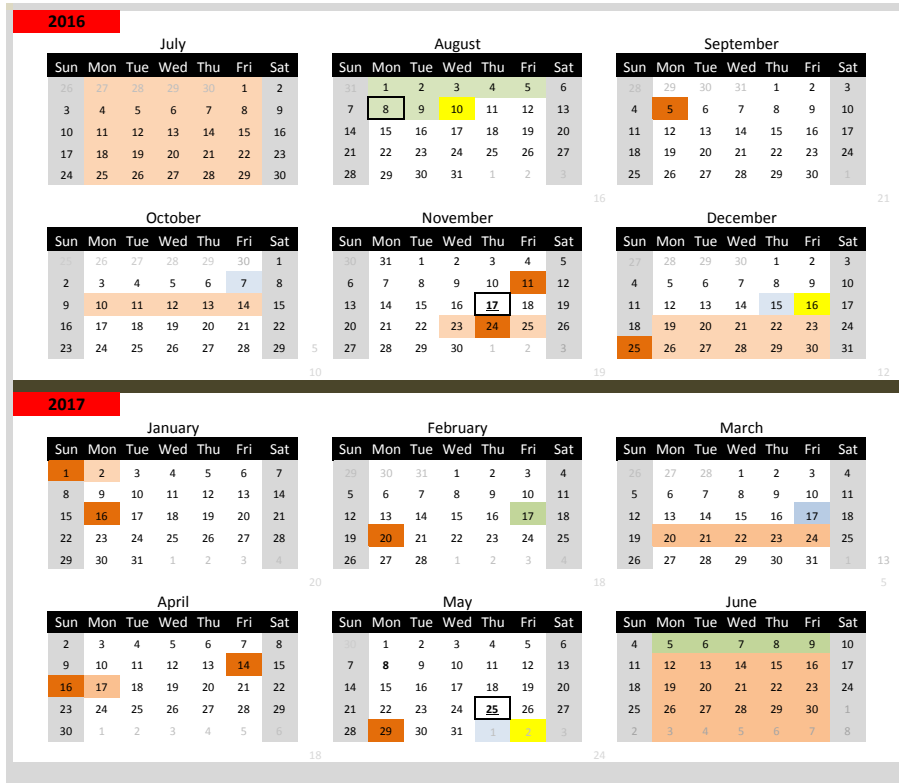 2016
July August September
Sun Mon Tue Wed Thu Fri Sat Sun Mon Tue Wed Thu Fri Sat Sun Mon Tue Wed Thu Fri Sat
26 27 28 29 30 1 2 31 1 2 3 4 5 6 28 29 30 31 1 2 3
3 4 5 6 7 8 9 7 8 9 10 11 12 13 4 5 6 7 8 9 10
10 11 12 13 14 15 16 14 15 16 17 18 19 20 11 12 13 14 15 16 17
17 18 19 20 21 22 23 21 22 23 24 25 26 27 18 19 20 21 22 23 24
24 25 26 27 28 29 30 28 29 30 31 1 2 3 25 26 27 28 29 30 1
16 21
October November December
Sun Mon Tue Wed Thu Fri Sat Sun Mon Tue Wed Thu Fri Sat Sun Mon Tue Wed Thu Fri Sat
25 26 27 28 29 30 1 30 31 1 2 3 4 5 27 28 29 30 1 2 3
2 3 4 5 6 7 8 6 7 8 9 10 11 12 4 5 6 7 8 9 10
9 10 11 12 13 14 15 13 14 15 16 17 18 19 11 12 13 14 15 16 17
16 17 18 19 20 21 22 20 21 22 23 24 25 26 18 19 20 21 22 23 24
23 24 25 26 27 28 29 5 27 28 29 30 1 2 3 25 26 27 28 29 30 31
10 19 12
2017
January February March
Sun Mon Tue Wed Thu Fri Sat Sun Mon Tue Wed Thu Fri Sat Sun Mon Tue Wed Thu Fri Sat
1 2 3 4 5 6 7 29 30 31 1 2 3 4 26 27 28 1 2 3 4
8 9 10 11 12 13 14 5 6 7 8 9 10 11 5 6 7 8 9 10 11
15 16 17 18 19 20 21 12 13 14 15 16 17 18 12 13 14 15 16 17 18
22 23 24 25 26 27 28 19 20 21 22 23 24 25 19 20 21 22 23 24 25
29 30 31 1 2 3 4 26 27 28 1 2 3 4 26 27 28 29 30 31 1 13
20 18 5
April May June
Sun Mon Tue Wed Thu Fri Sat Sun Mon Tue Wed Thu Fri Sat Sun Mon Tue Wed Thu Fri Sat
2 3 4 5 6 7 8 30 1 2 3 4 5 6 4 5 6 7 8 9 10
9 10 11 12 13 14 15 7 8 9 10 11 12 13 11 12 13 14 15 16 17
16 17 18 19 20 21 22 14 15 16 17 18 19 20 18 19 20 21 22 23 24
23 24 25 26 27 28 29 21 22 23 24 25 26 27 25 26 27 28 29 30 1
30 1 2 3 4 5 6 28 29 30 31 1 2 3 2 3 4 5 6 7 8
18 24